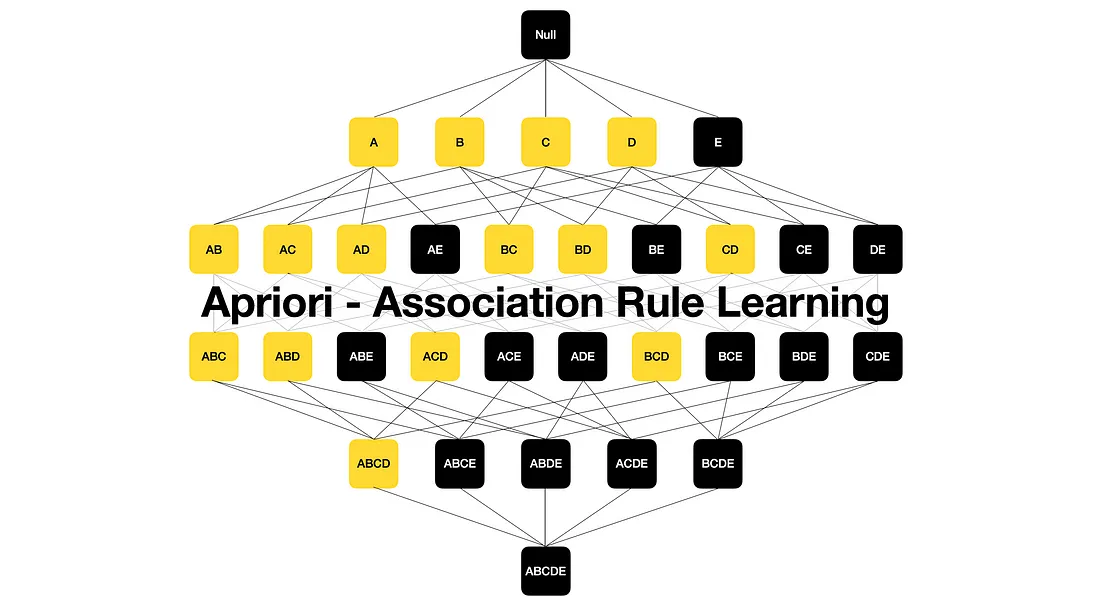 Null
A B C D E
AB AC AD AE BC BD BE CD CE DE
Apriori - Association Rule Learning
ABC ABD ABE ACD ACE ADE BCD BCE BDE CDE
ABCD ABCE ABDE ACDE BCDE
ABCDE